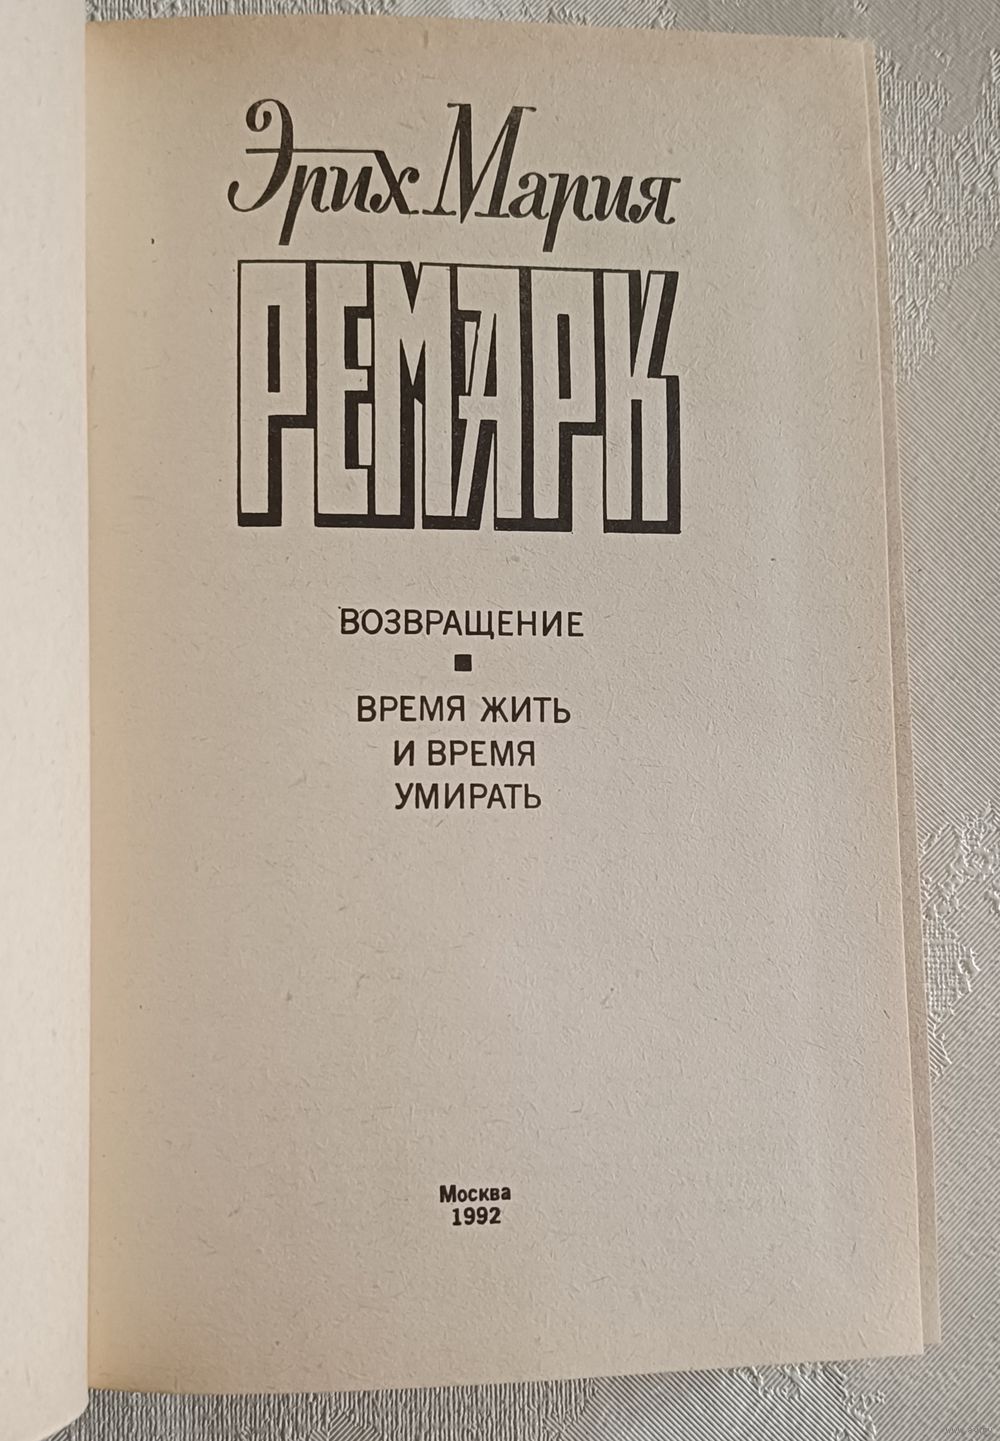 Эрих Мария
РЕМАРК
ВОЗВРАЩЕНИЕ
ВРЕМЯ ЖИТЬ
И ВРЕМЯ
УМИРАТЬ
Москва
1992